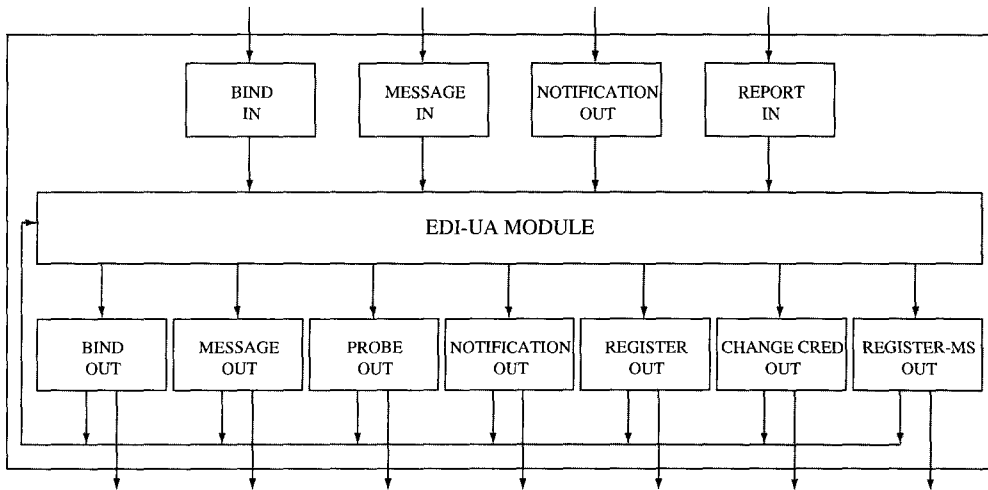 BIND
IN
MESSAGE
IN
NOTIFICATION
OUT
REPORT
IN
EDI-UA MODULE
BIND
OUT
MESSAGE
OUT
PROBE
OUT
NOTIFICATION
OUT
REGISTER
OUT
CHANGE CRED
OUT
REGISTER-MS
OUT